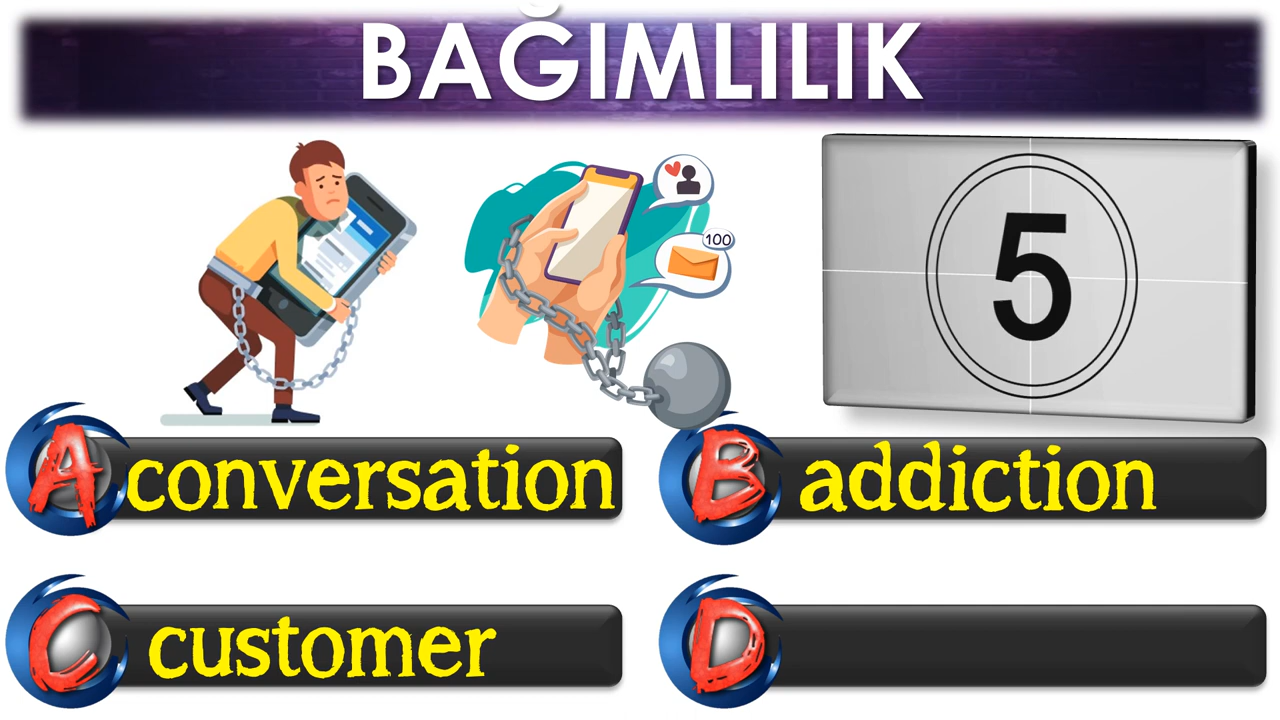 BAĞIMLILIK
100
5
A conversation
B addiction
C customer
D